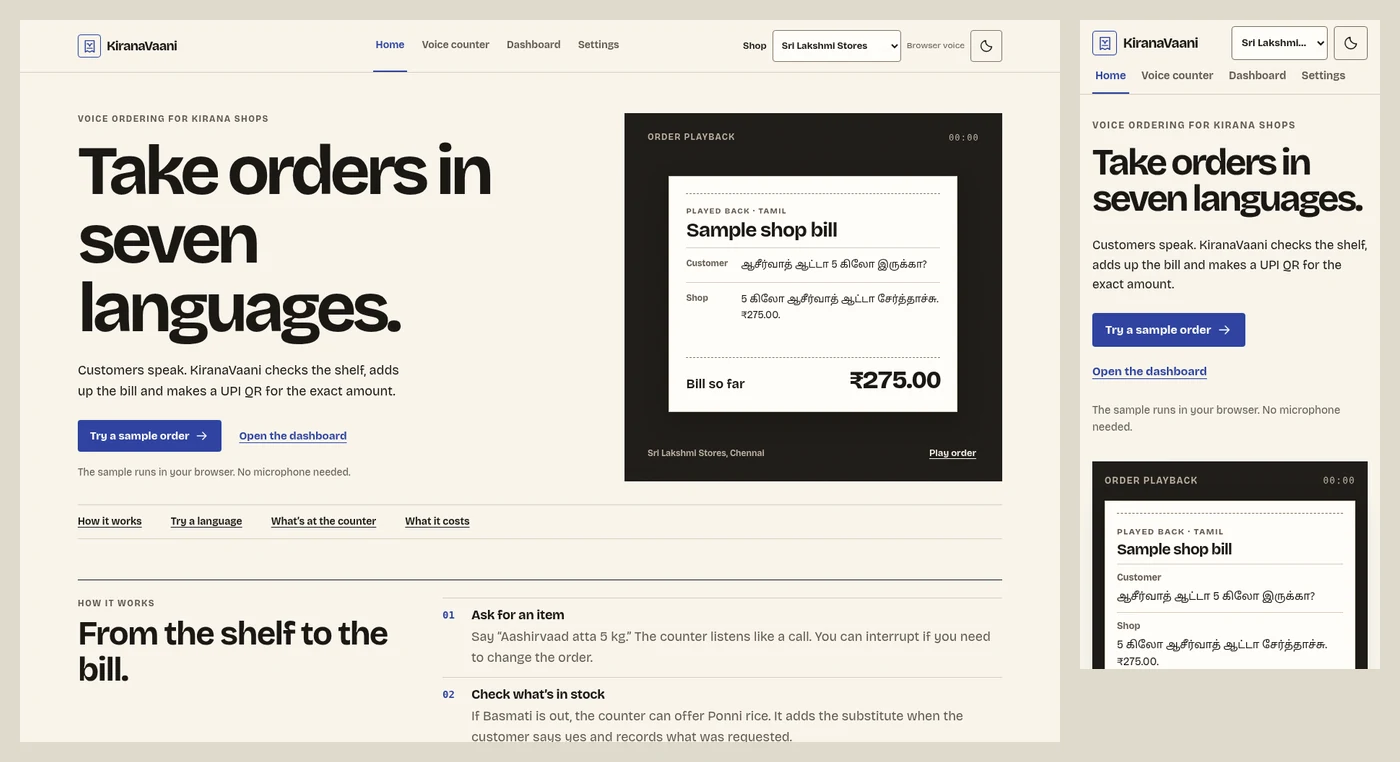 KiranaVaani
Home Voice counter Dashboard Settings
Shop Sri Lakshmi Stores Browser voice
VOICE ORDERING FOR KIRANA SHOPS
Take orders in
seven
languages.
Customers speak. KiranaVaani checks the shelf, adds
up the bill and makes a UPI QR for the exact amount.
Try a sample order →
Open the dashboard
The sample runs in your browser. No microphone needed.
ORDER PLAYBACK 00:00
PLAYED BACK · TAMIL
Sample shop bill
Customer ஆசீர்வாத் ஆட்டா 5 கிலோ இருக்கா?
Shop 5 கிலோ ஆசீர்வாத் ஆட்டா சேர்த்தாச்சு.
₹275.00.
Bill so far ₹275.00
Sri Lakshmi Stores, Chennai Play order
How it works Try a language What's at the counter What it costs
HOW IT WORKS
From the shelf to the
bill.
01 Ask for an item
Say “Aashirvaad atta 5 kg.” The counter listens like a call. You can interrupt if you need
to change the order.
02 Check what's in stock
If Basmati is out, the counter can offer Ponni rice. It adds the substitute when the
customer says yes and records what was requested.
KiranaVaani Sri Lakshmi...
Home Voice counter Dashboard Settings
VOICE ORDERING FOR KIRANA SHOPS
Take orders in
seven languages.
Customers speak. KiranaVaani checks the shelf,
adds up the bill and makes a UPI QR for the
exact amount.
Try a sample order →
Open the dashboard
The sample runs in your browser. No microphone
needed.
ORDER PLAYBACK 00:00
PLAYED BACK · TAMIL
Sample shop bill
Customer
ஆசீர்வாத் ஆட்டா 5 கிலோ இருக்கா?
Shop
5 கிலோ ஆசீர்வாத் ஆட்டா சேர்த்தாச்சு.
₹275.00.